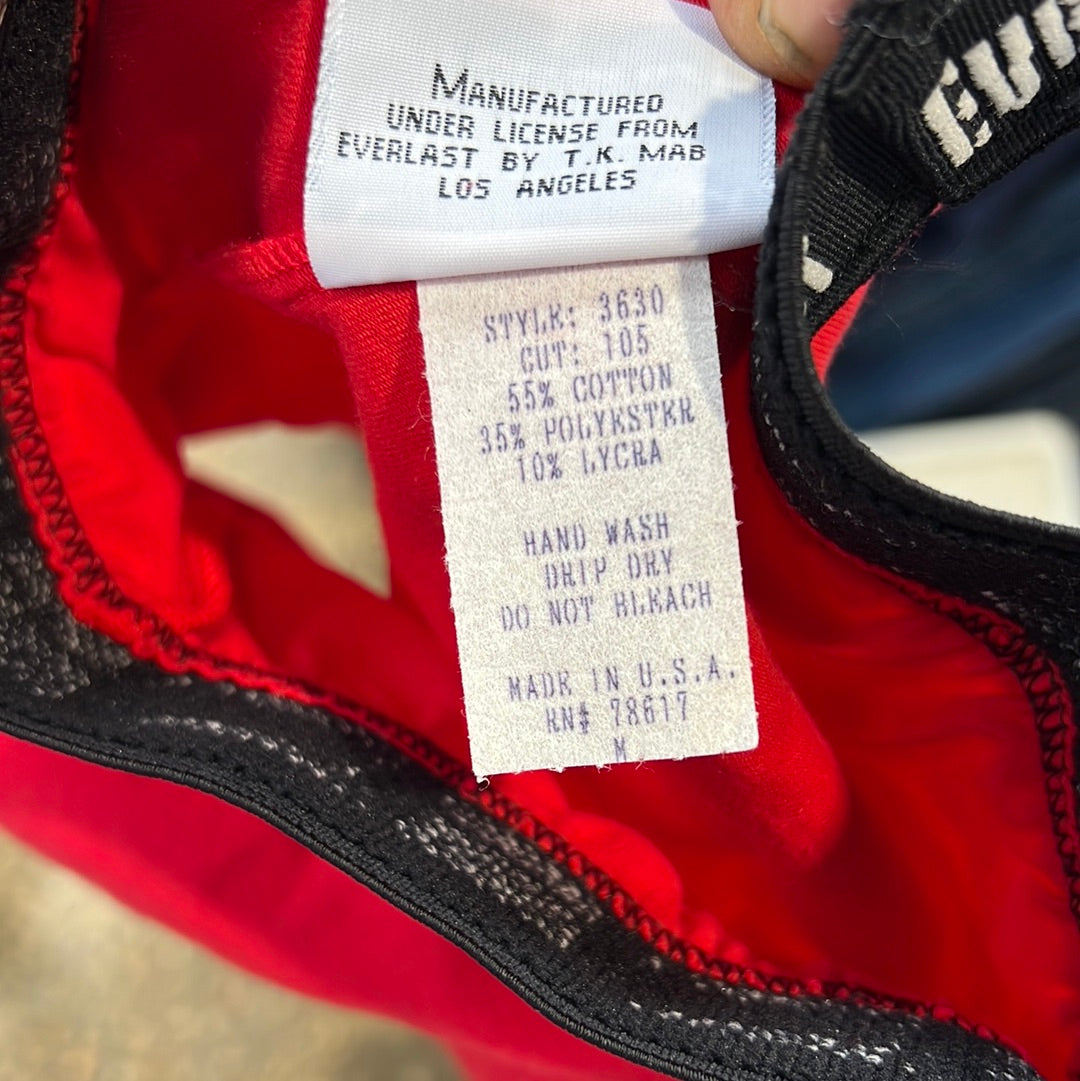 MANUFACTURED
UNDER LICENSE FROM
EVERLAST BY T.K. MAB
LOS ANGELES
STYLE: 3630
CUT: 105
55% COTTON
35% POLYESTER
10% LYCRA
HAND WASH
DRIP DRY
DO NOT BLEACH
MADE IN U.S.A.
RN# 78617
M